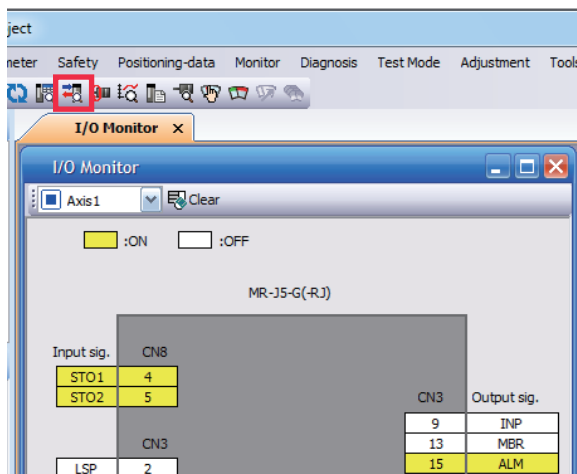 ject
meter Safety Positioning-data Monitor Diagnosis Test Mode Adjustment Tools
I/O Monitor x
I/O Monitor
Axis1 Clear
:ON :OFF
MR-J5-G(-RJ)
Input sig. CN8
STO1 4
STO2 5
CN3 Output sig.
9 INP
CN3 13 MBR
LSP 2 15 ALM